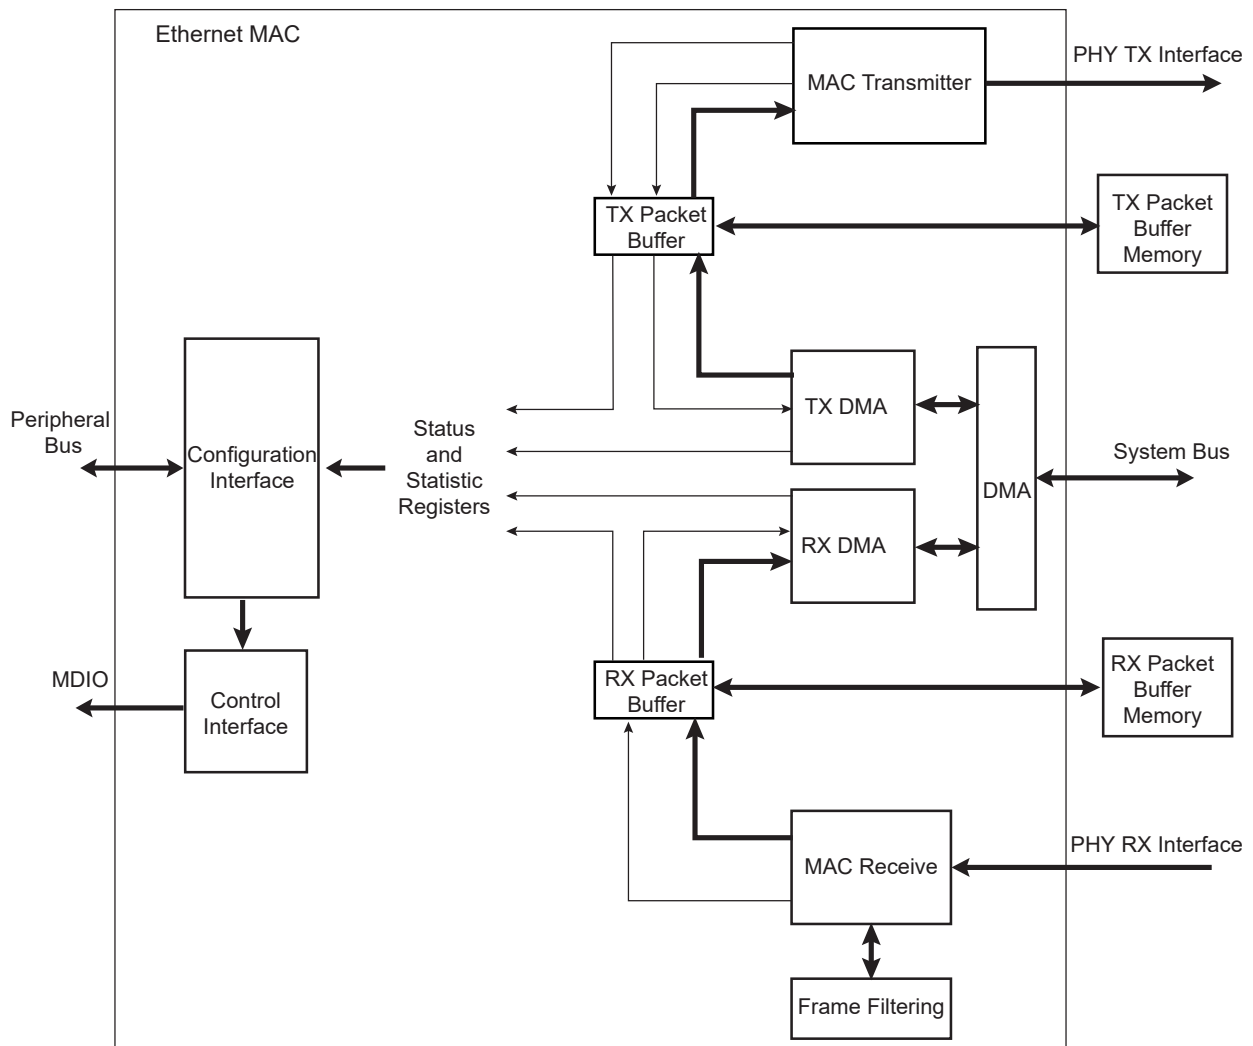 Ethernet MAC
PHY TX Interface
MAC Transmitter
TX Packet
Buffer
TX Packet
Buffer
Memory
Peripheral
Bus
Configuration
Interface
Status
and
Statistic
Registers
TX DMA
RX DMA
DMA
System Bus
MDIO
Control
Interface
RX Packet
Buffer
RX Packet
Buffer
Memory
MAC Receive
PHY RX Interface
Frame Filtering